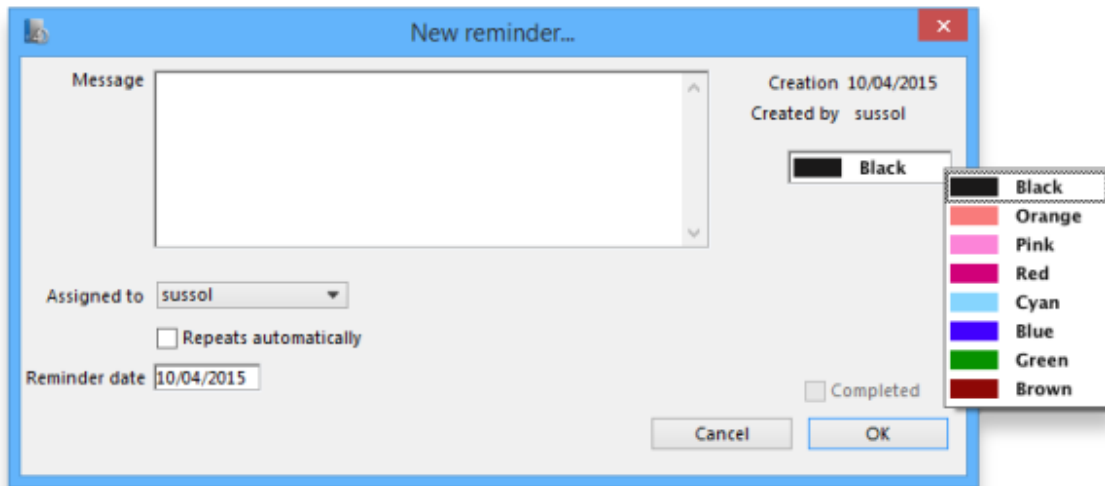 New reminder...
Message
Creation 10/04/2015
Created by sussol
Black
Black
Orange
Pink
Red
Cyan
Blue
Green
Brown
Assigned to sussol
Repeats automatically
Reminder date 10/04/2015
Completed
Cancel OK